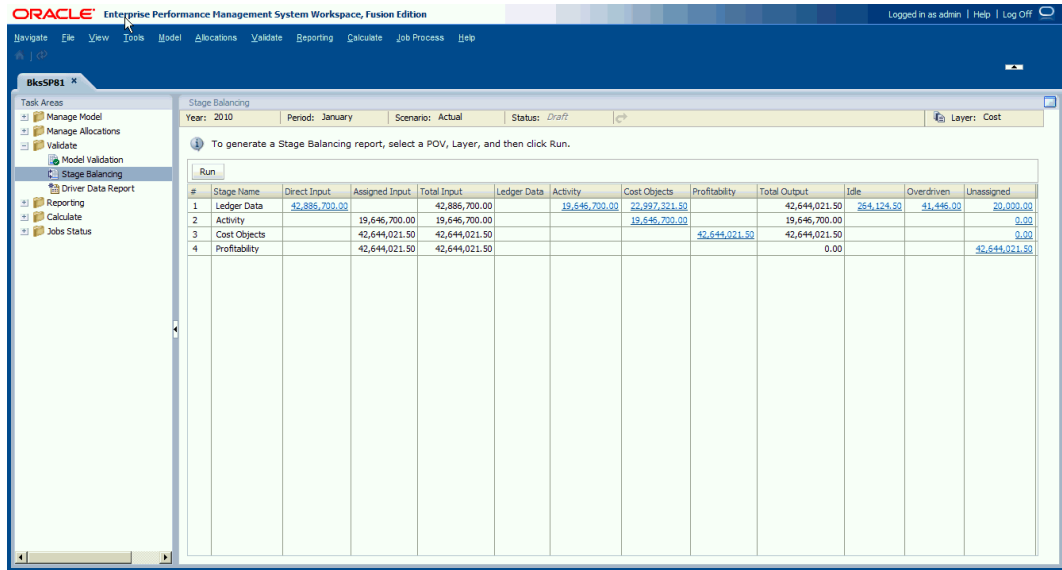 ORACLE Enterprise Performance Management System Workspace, Fusion Edition Logged in as admin | Help | Log Off
Navigate File View Tools Model Allocations Validate Reporting Calculate Job Process Help
BksSP81 ×
Task Areas
Manage Model
Manage Allocations
Validate
Model Validation
Stage Balancing
Driver Data Report
Reporting
Calculate
Jobs Status
Stage Balancing
Year: 2010 Period: January Scenario: Actual Status: Draft Layer: Cost
To generate a Stage Balancing report, select a POV, Layer, and then click Run.
Run
# Stage Name Direct Input Assigned Input Total Input Ledger Data Activity Cost Objects Profitability Total Output Idle Overdriven Unassigned
1 Ledger Data 42,886,700.00 42,886,700.00 19,646,700.00 22,997,321.50 42,644,021.50 264,124.50 41,446.00 20,000.00
2 Activity 19,646,700.00 19,646,700.00 19,646,700.00 19,646,700.00 0.00
3 Cost Objects 42,644,021.50 42,644,021.50 42,644,021.50 42,644,021.50 0.00
4 Profitability 42,644,021.50 42,644,021.50 0.00 42,644,021.50